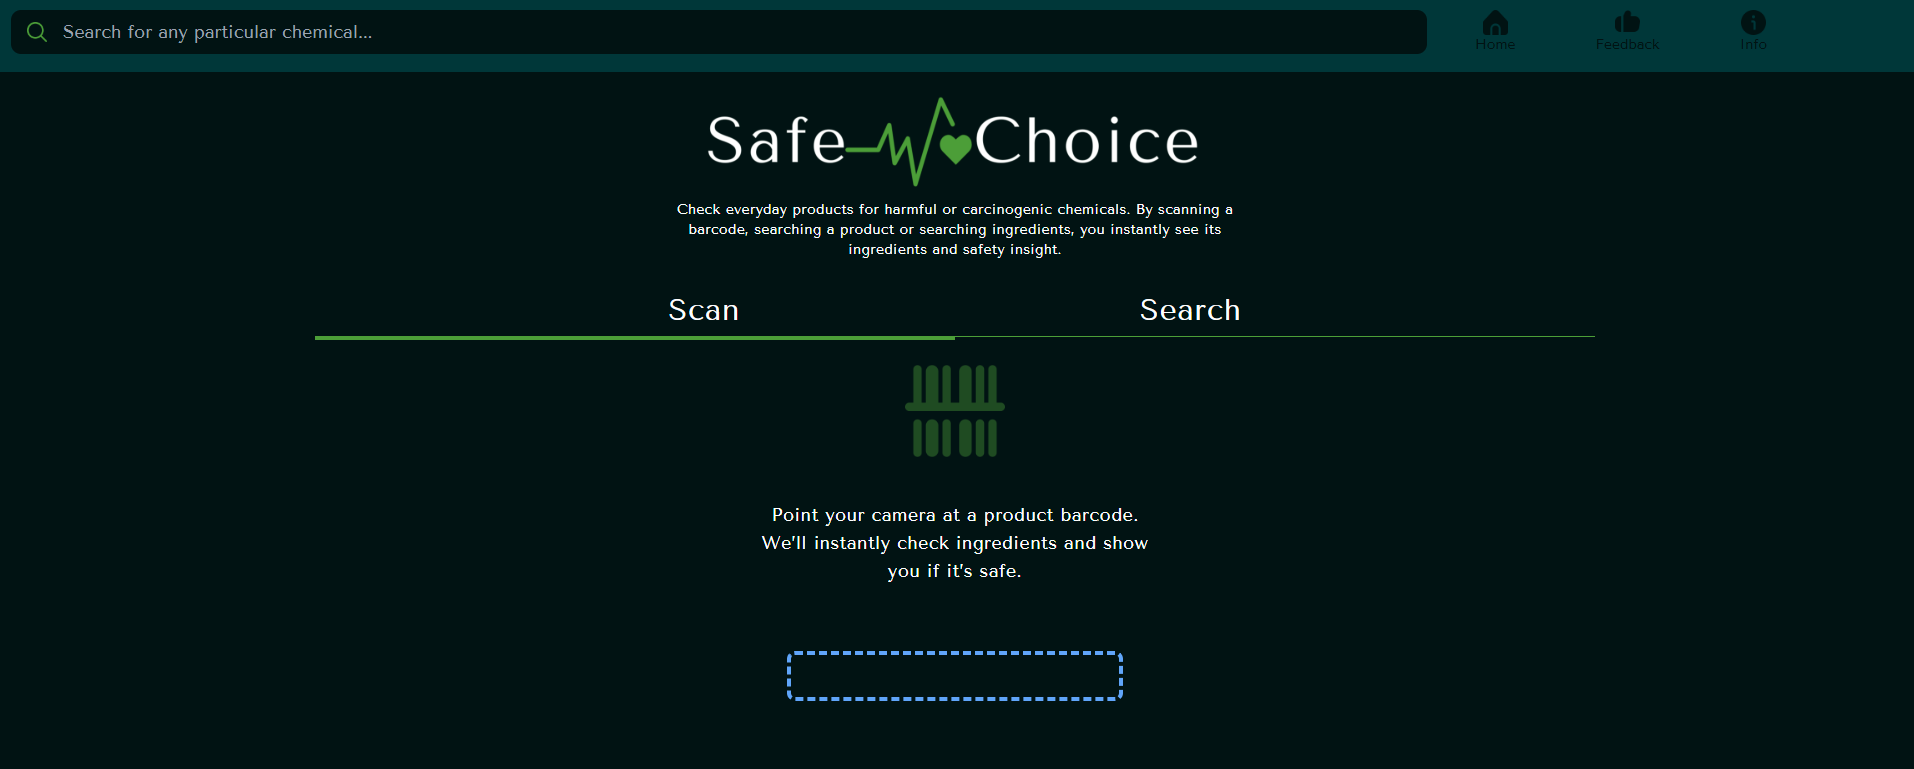 Search for any particular chemical...
Home
Feedback
Info
Safe Choice
Check everyday products for harmful or carcinogenic chemicals. By scanning a
barcode, searching a product or searching ingredients, you instantly see its
ingredients and safety insight.
Scan
Search
Point your camera at a product barcode.
We'll instantly check ingredients and show
you if it's safe.